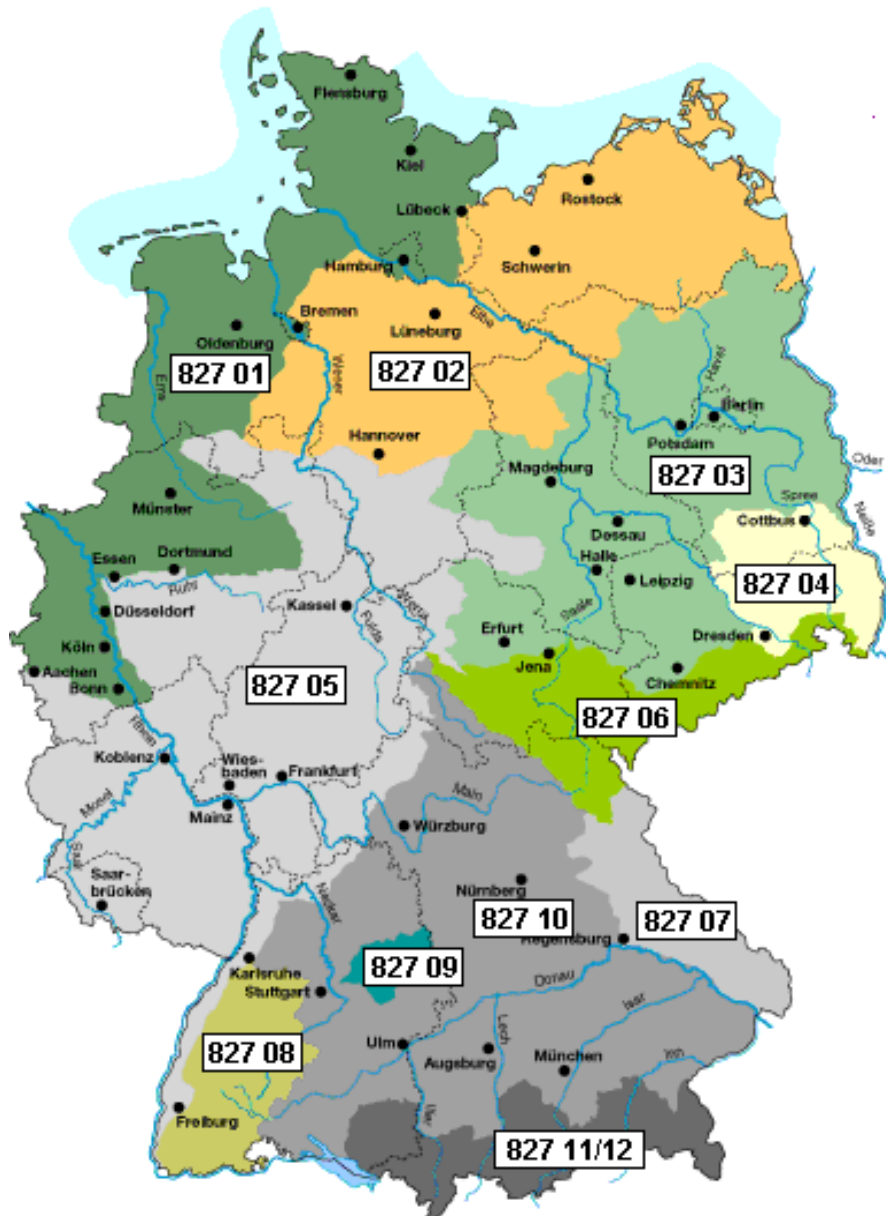 Flensburg
Kiel
Rostock
Lübeck
Schwerin
Hamburg
Elbe
Bremen
Lüneburg
Oldenburg
827 01
827 02
Weser
Ems
Havel
Berlin
Hannover
Potsdam
Magdeburg
827 03
Oder
Münster
Spree
Cottbus
Neiße
Dessau
Essen
Dortmund
Halle
Ruhr
Leipzig
827 04
Düsseldorf
Kassel
Werra
Saale
Fulda
Köln
Erfurt
Dresden
Aachen
Jena
Bonn
827 05
Chemnitz
827 06
Rhein
Koblenz
Wies-
baden
Frankfurt
Mosel
Main
Mainz
Würzburg
Saar
Saar-
brücken
Nürnberg
Neckar
827 10
827 07
Regensburg
Karlsruhe
827 09
Stuttgart
Donau
Isar
827 08
Ulm
Lech
Augsburg
München
Inn
Freiburg
Iller
827 11/12